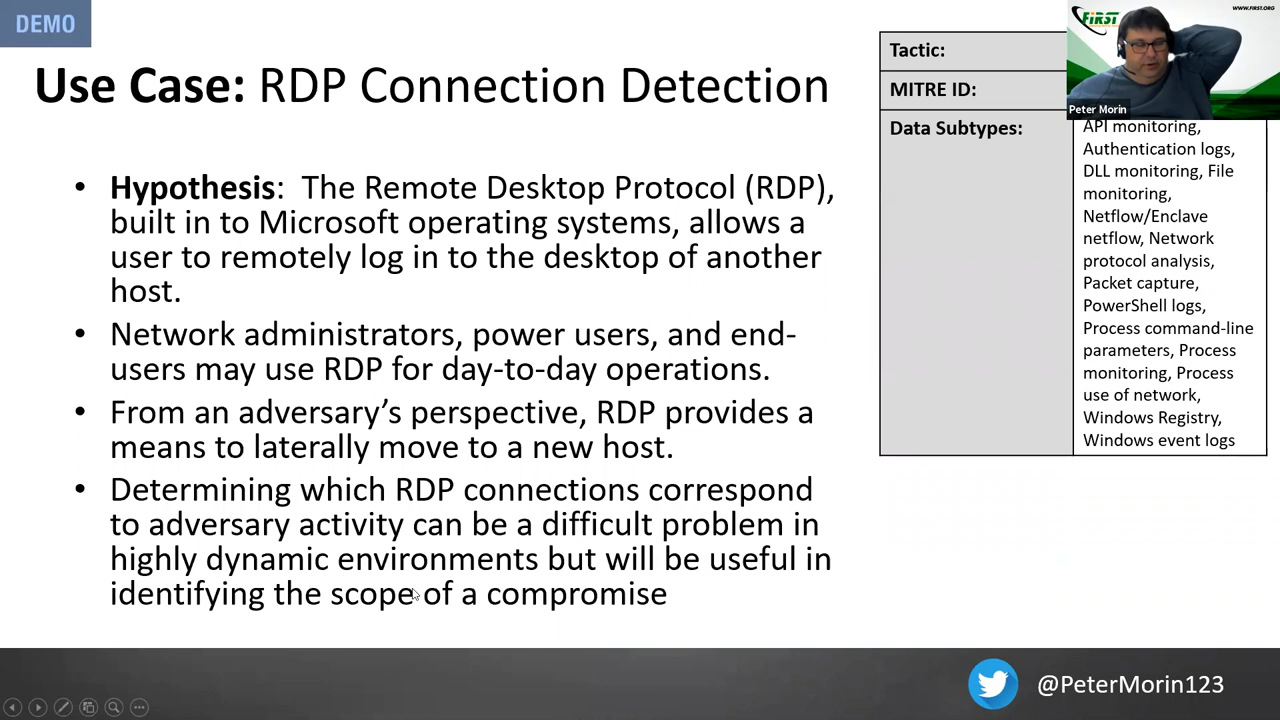 DEMO
Use Case: RDP Connection Detection
• Hypothesis:  The Remote Desktop Protocol (RDP),
built in to Microsoft operating systems, allows a
user to remotely log in to the desktop of another
host.
• Network administrators, power users, and end-
users may use RDP for day-to-day operations.
• From an adversary’s perspective, RDP provides a
means to laterally move to a new host.
• Determining which RDP connections correspond
to adversary activity can be a difficult problem in
highly dynamic environments but will be useful in
identifying the scope of a compromise
Tactic:
MITRE ID:
Data Subtypes:
API monitoring,
Authentication logs,
DLL monitoring, File
monitoring,
Netflow/Enclave
netflow, Network
protocol analysis,
Packet capture,
PowerShell logs,
Process command-line
parameters, Process
monitoring, Process
use of network,
Windows Registry,
Windows event logs
FIRST
WWW.FIRST.ORG
Peter Morin
@PeterMorin123